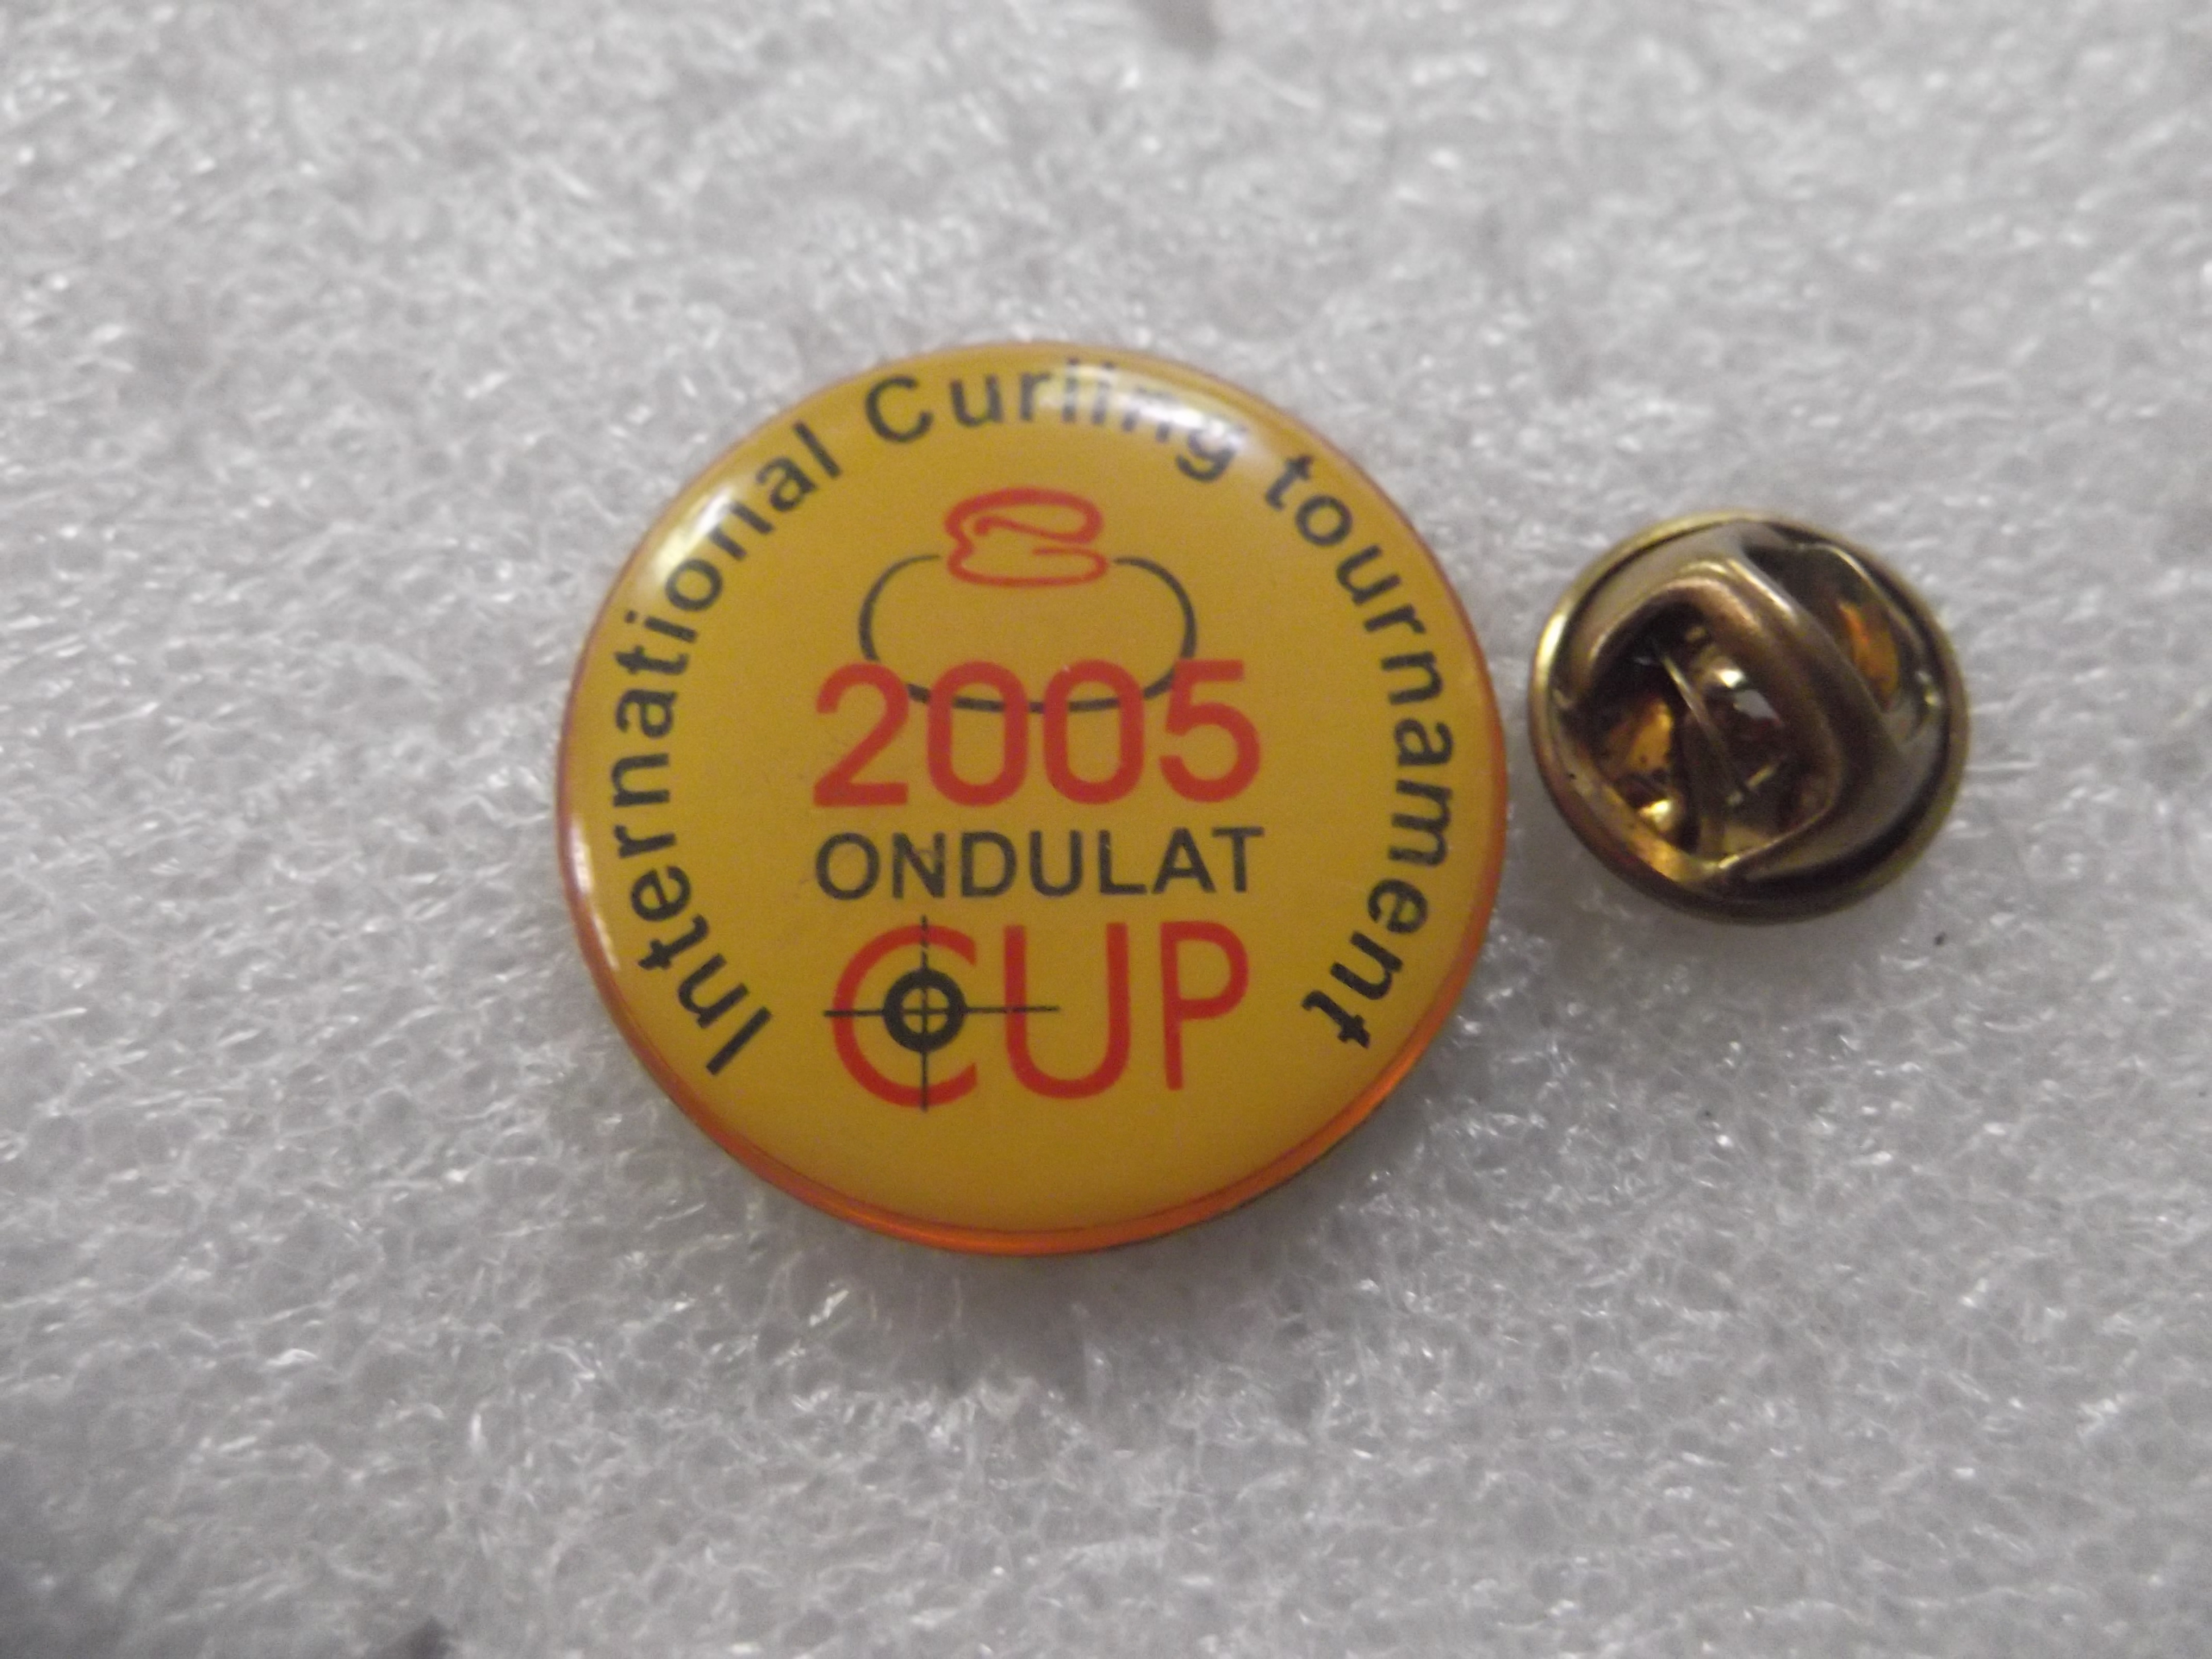 International Curling tournament
2005
ONDULAT
CUP